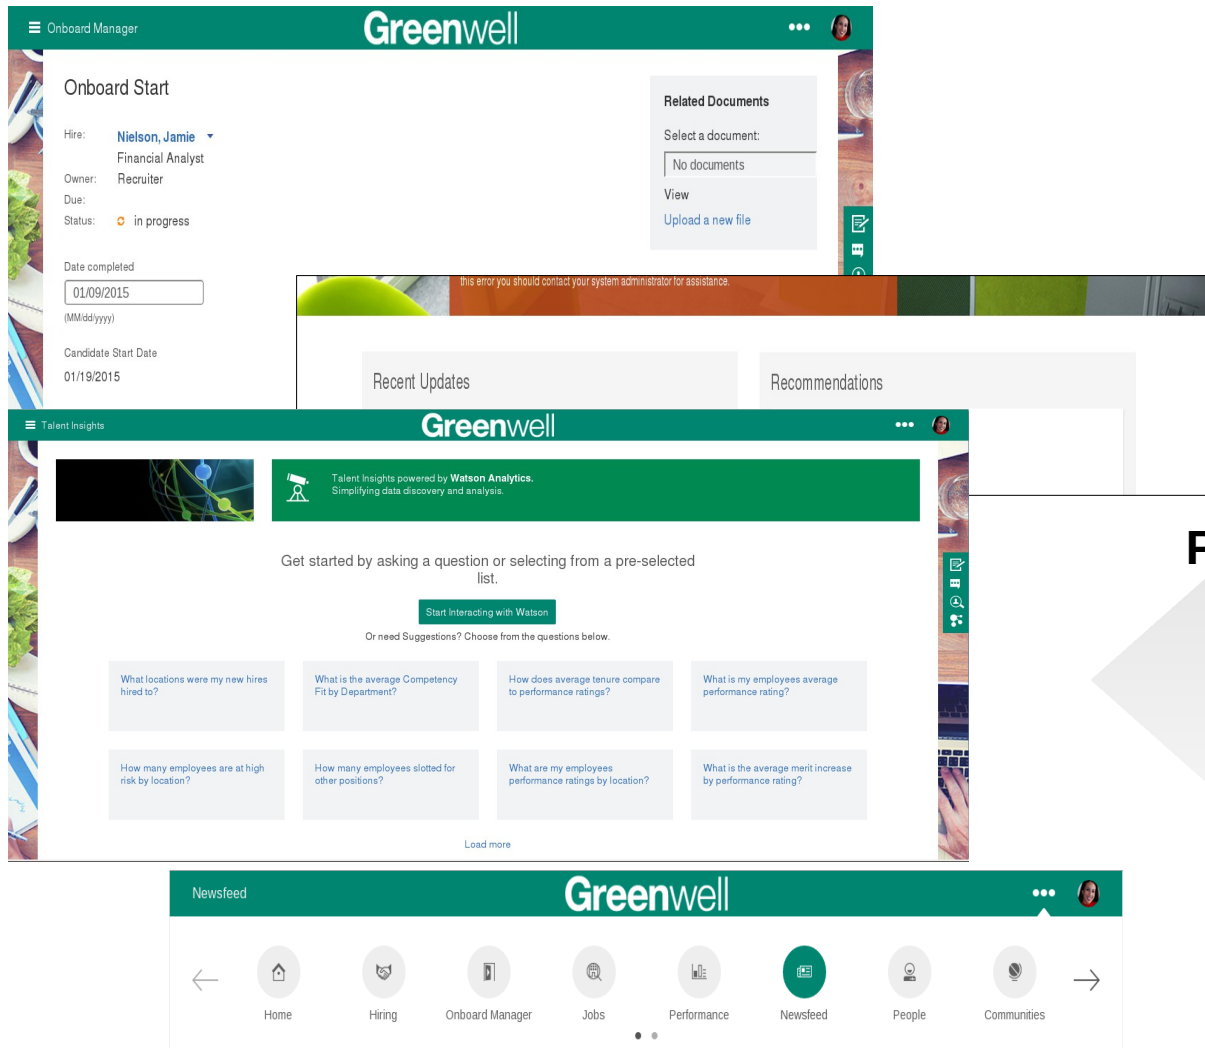 Onboard Manager
Greenwell
Onboard Start
Hire:
Nielson, Jamie
Financial Analyst
Owner:
Recruiter
Due:
Status:
in progress
Date completed
01/09/2015
(MM/dd/yyyy)
Candidate Start Date
01/19/2015
Related Documents
Select a document:
No documents
View
Upload a new file
this error you should contact your system administrator for assistance.
Recent Updates
Recommendations
Talent Insights
Greenwell
Talent Insights powered by Watson Analytics.
Simplifying data discovery and analysis.
P
Get started by asking a question or selecting from a pre-selected
list.
Start Interacting with Watson
Or need Suggestions? Choose from the questions below.
What locations were my new hires
hired to?
What is the average Competency
Fit by Department?
How does average tenure compare
to performance ratings?
What is my employees average
performance rating?
How many employees are at high
risk by location?
How many employees slotted for
other positions?
What are my employees
performance ratings by location?
What is the average merit increase
by performance rating?
Load more
Newsfeed
Greenwell
Home
Hiring
Onboard Manager
Jobs
Performance
Newsfeed
People
Communities